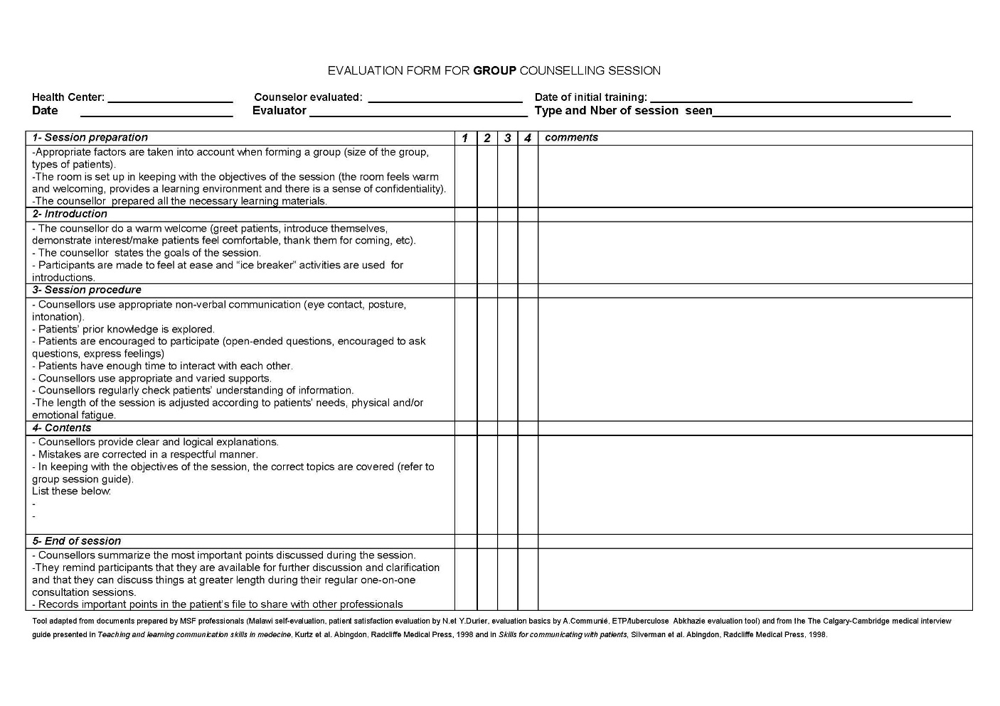 EVALUATION FORM FOR GROUP COUNSELLING SESSION
Health Center: Counselor evaluated: Date of initial training:
Date Evaluator Type and Nber of session seen
1- Session preparation 1 2 3 4 comments
-Appropriate factors are taken into account when forming a group (size of the group,
types of patients).
-The room is set up in keeping with the objectives of the session (the room feels warm
and welcoming, provides a learning environment and there is a sense of confidentiality).
-The counsellor prepared all the necessary learning materials.
2- Introduction
- The counsellor do a warm welcome (greet patients, introduce themselves,
demonstrate interest/make patients feel comfortable, thank them for coming, etc).
- The counsellor states the goals of the session.
- Participants are made to feel at ease and “ice breaker” activities are used for
introductions.
3- Session procedure
- Counsellors use appropriate non-verbal communication (eye contact, posture,
intonation).
- Patients’ prior knowledge is explored.
- Patients are encouraged to participate (open-ended questions, encouraged to ask
questions, express feelings)
- Patients have enough time to interact with each other.
- Counsellors use appropriate and varied supports.
- Counsellors regularly check patients’ understanding of information.
-The length of the session is adjusted according to patients’ needs, physical and/or
emotional fatigue.
4- Contents
- Counsellors provide clear and logical explanations.
- Mistakes are corrected in a respectful manner.
- In keeping with the objectives of the session, the correct topics are covered (refer to
group session guide).
List these below:
-
-
5- End of session
- Counsellors summarize the most important points discussed during the session.
-They remind participants that they are available for further discussion and clarification
and that they can discuss things at greater length during their regular one-on-one
consultation sessions.
- Records important points in the patient’s file to share with other professionals
Tool adapted from documents prepared by MSF professionals (Malawi self-evaluation, patient satisfaction evaluation by N.et Y.Durier, evaluation basics by A.Communié, ETP/tuberculose Abkhazie evaluation tool) and from the The Calgary-Cambridge medical interview
guide presented in Teaching and learning communication skills in medecine, Kurtz et al. Abingdon, Radcliffe Medical Press, 1998 and in Skills for communicating with patients, Silverman et al. Abingdon, Radcliffe Medical Press, 1998.